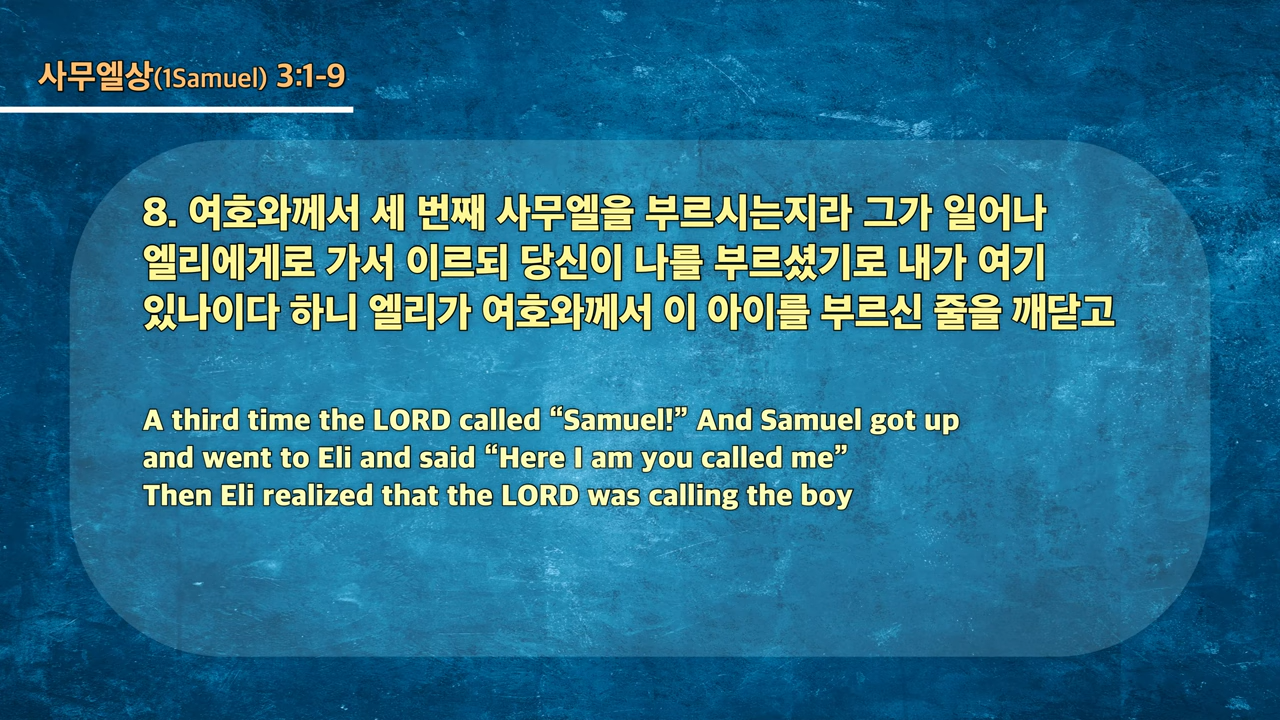 사무엘상(1Samuel) 3:1-9
8. 여호와께서 세 번째 사무엘을 부르시는지라 그가 일어나
엘리에게로 가서 이르되 당신이 나를 부르셨기로 내가 여기
있나이다 하니 엘리가 여호와께서 이 아이를 부르신 줄을 깨닫고
A third time the LORD called “Samuel!” And Samuel got up
and went to Eli and said “Here I am you called me”
Then Eli realized that the LORD was calling the boy